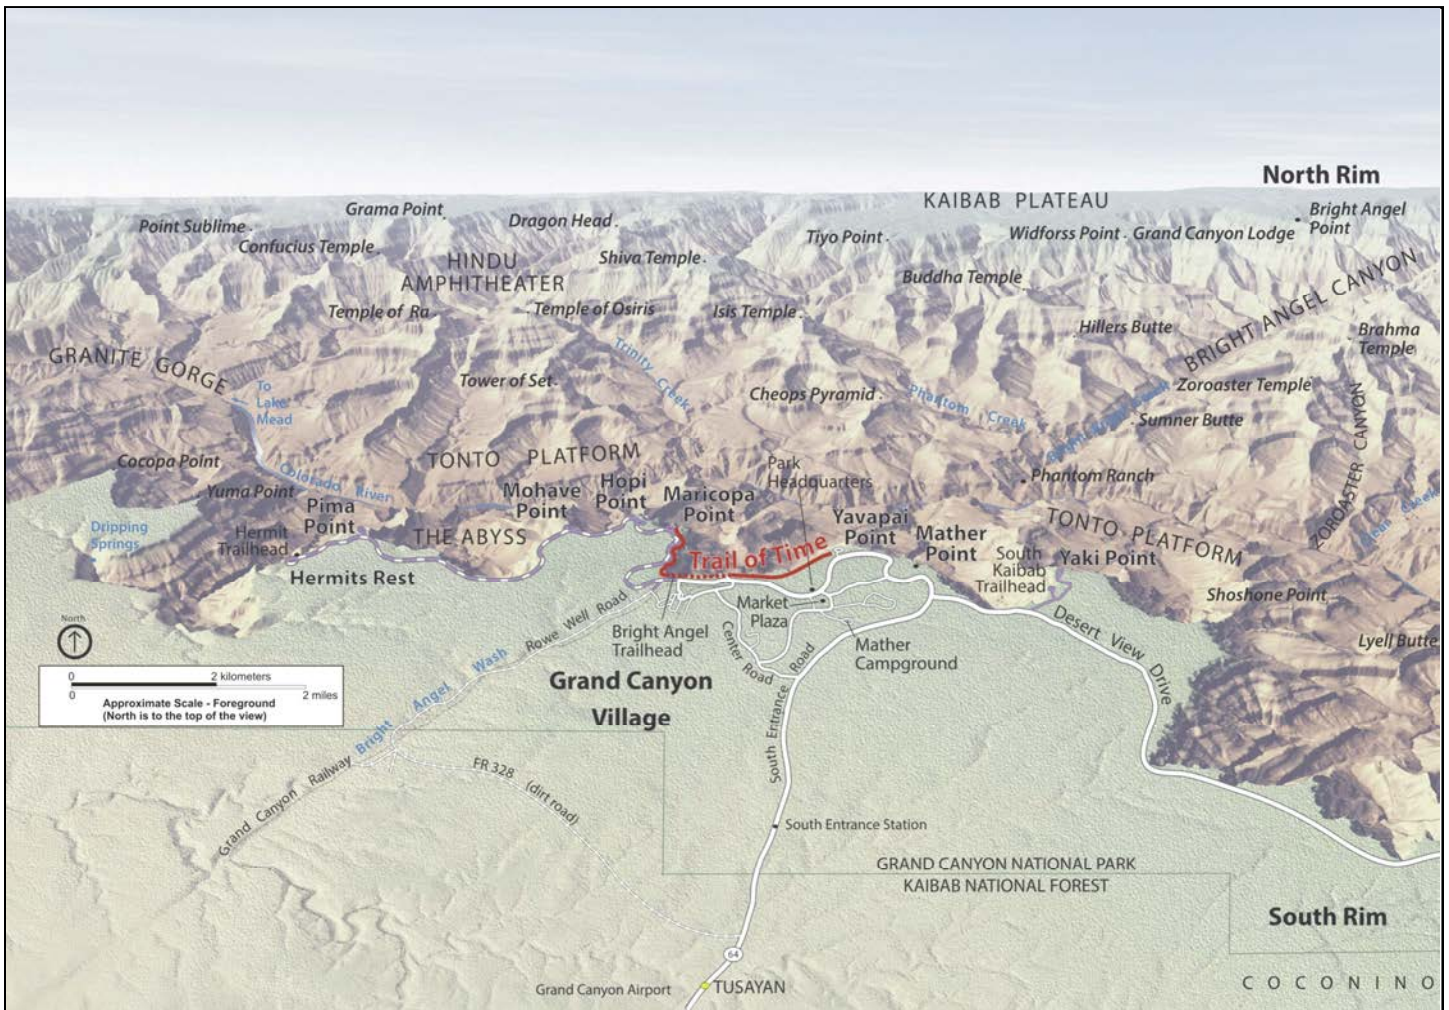 North Rim
KAIBAB PLATEAU
Bright Angel
Point
Grama Point
Point Sublime
Dragon Head
Confucius Temple
Tiyo Point
Widforss Point
Grand Canyon Lodge
HINDU
AMPHITHEATER
Shiva Temple
Buddha Temple
BRIGHT ANGEL CANYON
Temple of Ra
Temple of Osiris
Isis Temple
Hillers Butte
Brahma
Temple
GRANITE GORGE
To
Lake
Mead
Trinity Creek
Tower of Set
Cheops Pyramid
Phantom Creek
Bright Angel Creek
Zoroaster Temple
Sumner Butte
ZOROASTER CANYON
Clear Creek
Cocopa Point
TONTO PLATFORM
Park
Headquarters
Phantom Ranch
Colorado River
Yuma Point
Pima
Point
Mohave
Point
Hopi
Point
Maricopa
Point
Yavapai
Point
Mather
Point
TONTO PLATFORM
Dripping
Springs
Hermit
Trailhead
THE ABYSS
Trail of Time
South
Kaibab
Trailhead
Yaki Point
Hermits Rest
Shoshone Point
Market
Plaza
Lyell Butte
North
Bright Angel
Trailhead
Rowe Well Road
Center Road
Mather
Campground
Desert View Drive
0 2 kilometers
0 2 miles
Approximate Scale - Foreground
(North is to the top of the view)
Grand Canyon
Village
Bright Angel Wash
South Entrance Road
Grand Canyon Railway
FR 328 (dirt road)
South Entrance Station
GRAND CANYON NATIONAL PARK
KAIBAB NATIONAL FOREST
South Rim
64
Grand Canyon Airport
TUSAYAN
COCONINO